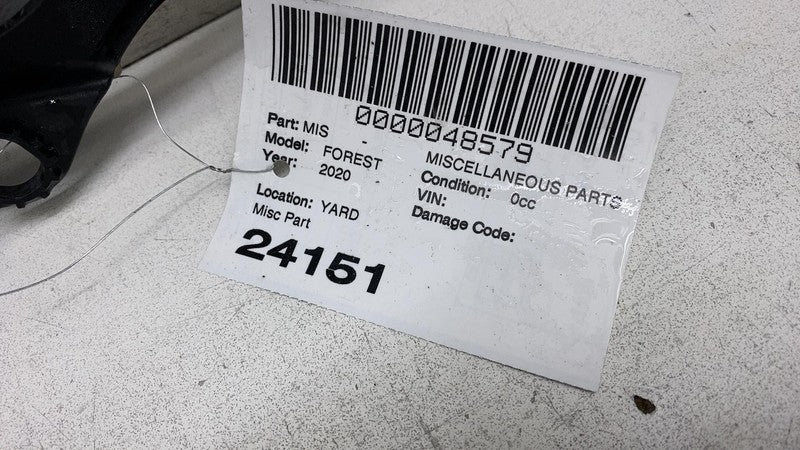 0000048579
Part: MIS - MISCELLANEOUS PARTS
Model: FOREST Condition: 0cc
Year: 2020 VIN:
Location: YARD Damage Code:
Misc Part
24151